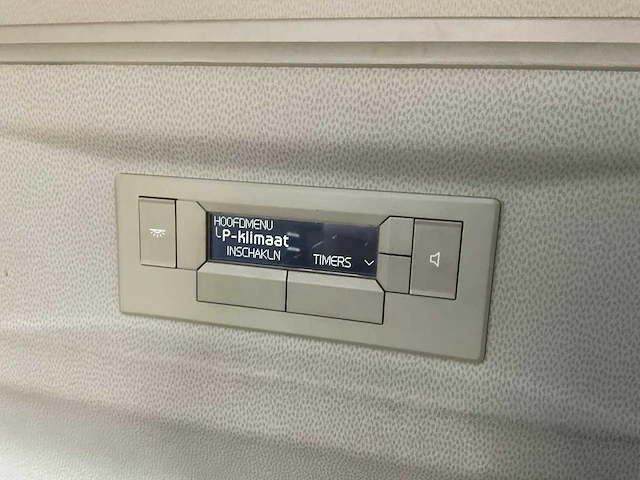 HOOFDMENU
P-klimaat
INSCHAKLN TIMERS